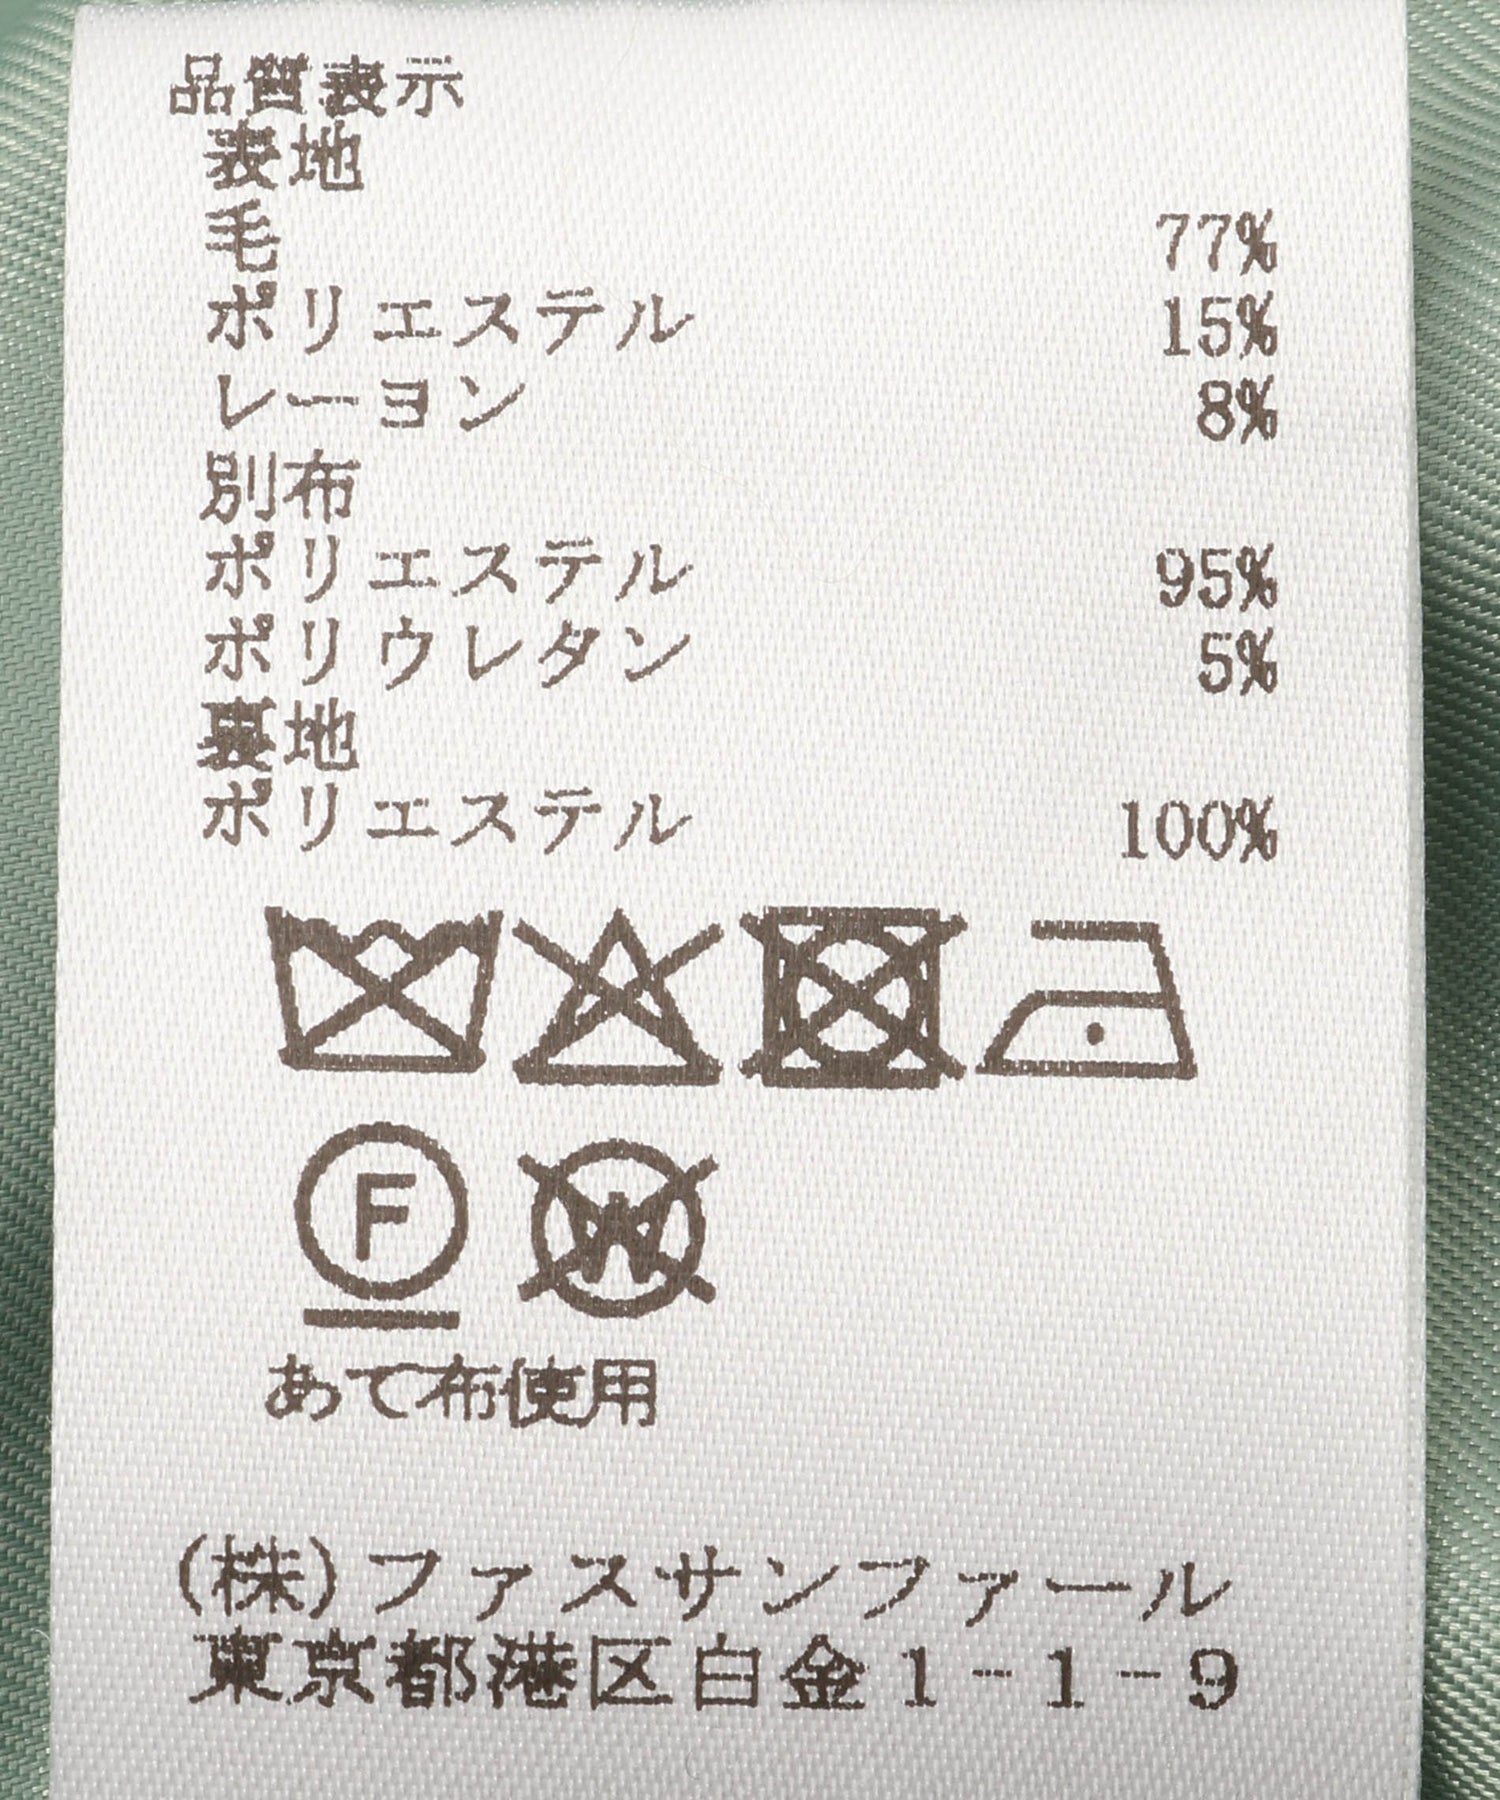 品質表示
表地
毛 77%
ポリエステル 15%
レーヨン 8%
別布
ポリエステル 95%
ポリウレタン 5%
裏地
ポリエステル 100%
F W
あて布使用
(株)ファスサンファール
東京都港区白金1-1-9